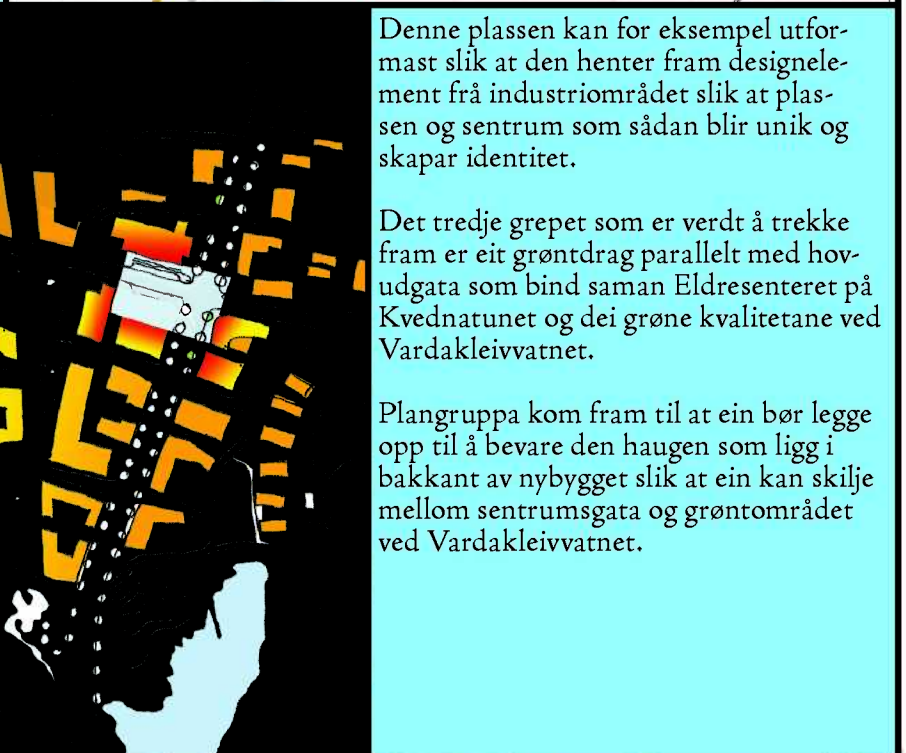 Denne plassen kan for eksempel utfor-
mast slik at den henter fram designele-
ment frå industriområdet slik at plas-
sen og sentrum som sådan blir unik og
skapar identitet.
Det tredje grepet som er verdt å trekke
fram er eit grøntdrag parallelt med hov-
udgata som bind saman Eldresenteret på
Kvednatunet og dei grøne kvalitetane ved
Vardakleivvatnet.
Plangruppa kom fram til at ein bør legge
opp til å bevare den haugen som ligg i
bakkant av nybygget slik at ein kan skilje
mellom sentrumsgata og grøntområdet
ved Vardakleivvatnet.